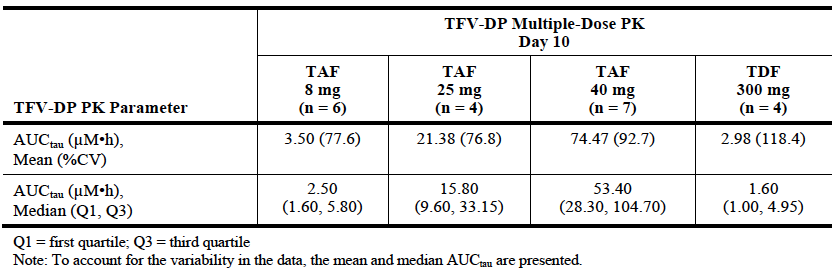 TFV-DP Multiple-Dose PK
Day 10
TFV-DP PK Parameter
TAF
8 mg
(n = 6)
TAF
25 mg
(n = 4)
TAF
40 mg
(n = 7)
TDF
300 mg
(n = 4)
AUCtau (µM•h),
Mean (%CV)
3.50 (77.6)
21.38 (76.8)
74.47 (92.7)
2.98 (118.4)
AUCtau (µM•h),
Median (Q1, Q3)
2.50
(1.60, 5.80)
15.80
(9.60, 33.15)
53.40
(28.30, 104.70)
1.60
(1.00, 4.95)
Q1 = first quartile; Q3 = third quartile
Note: To account for the variability in the data, the mean and median AUCtau are presented.